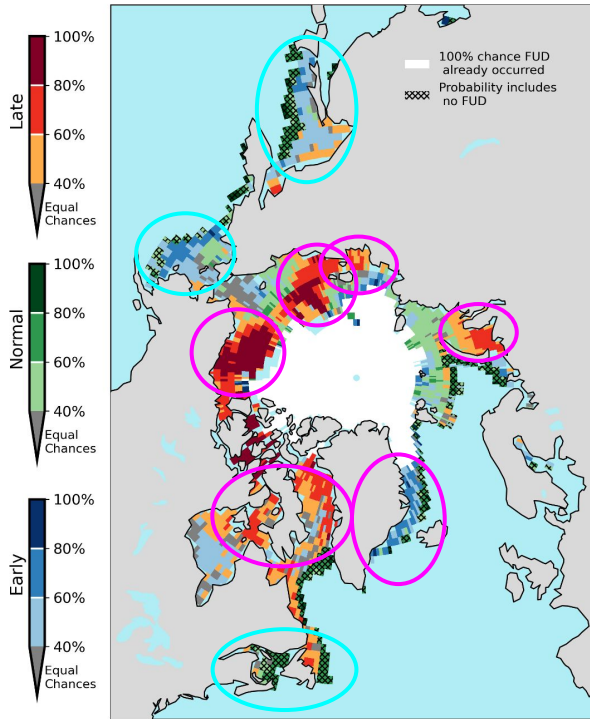 100%
80%
60%
40%
Late
Equal
Chances
100%
80%
60%
40%
Normal
Equal
Chances
100%
80%
60%
40%
Early
Equal
Chances
100% chance FUD
already occurred
Probability includes
no FUD